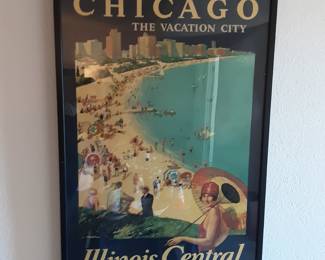 CHICAGO
THE VACATION CITY
Illinois Central